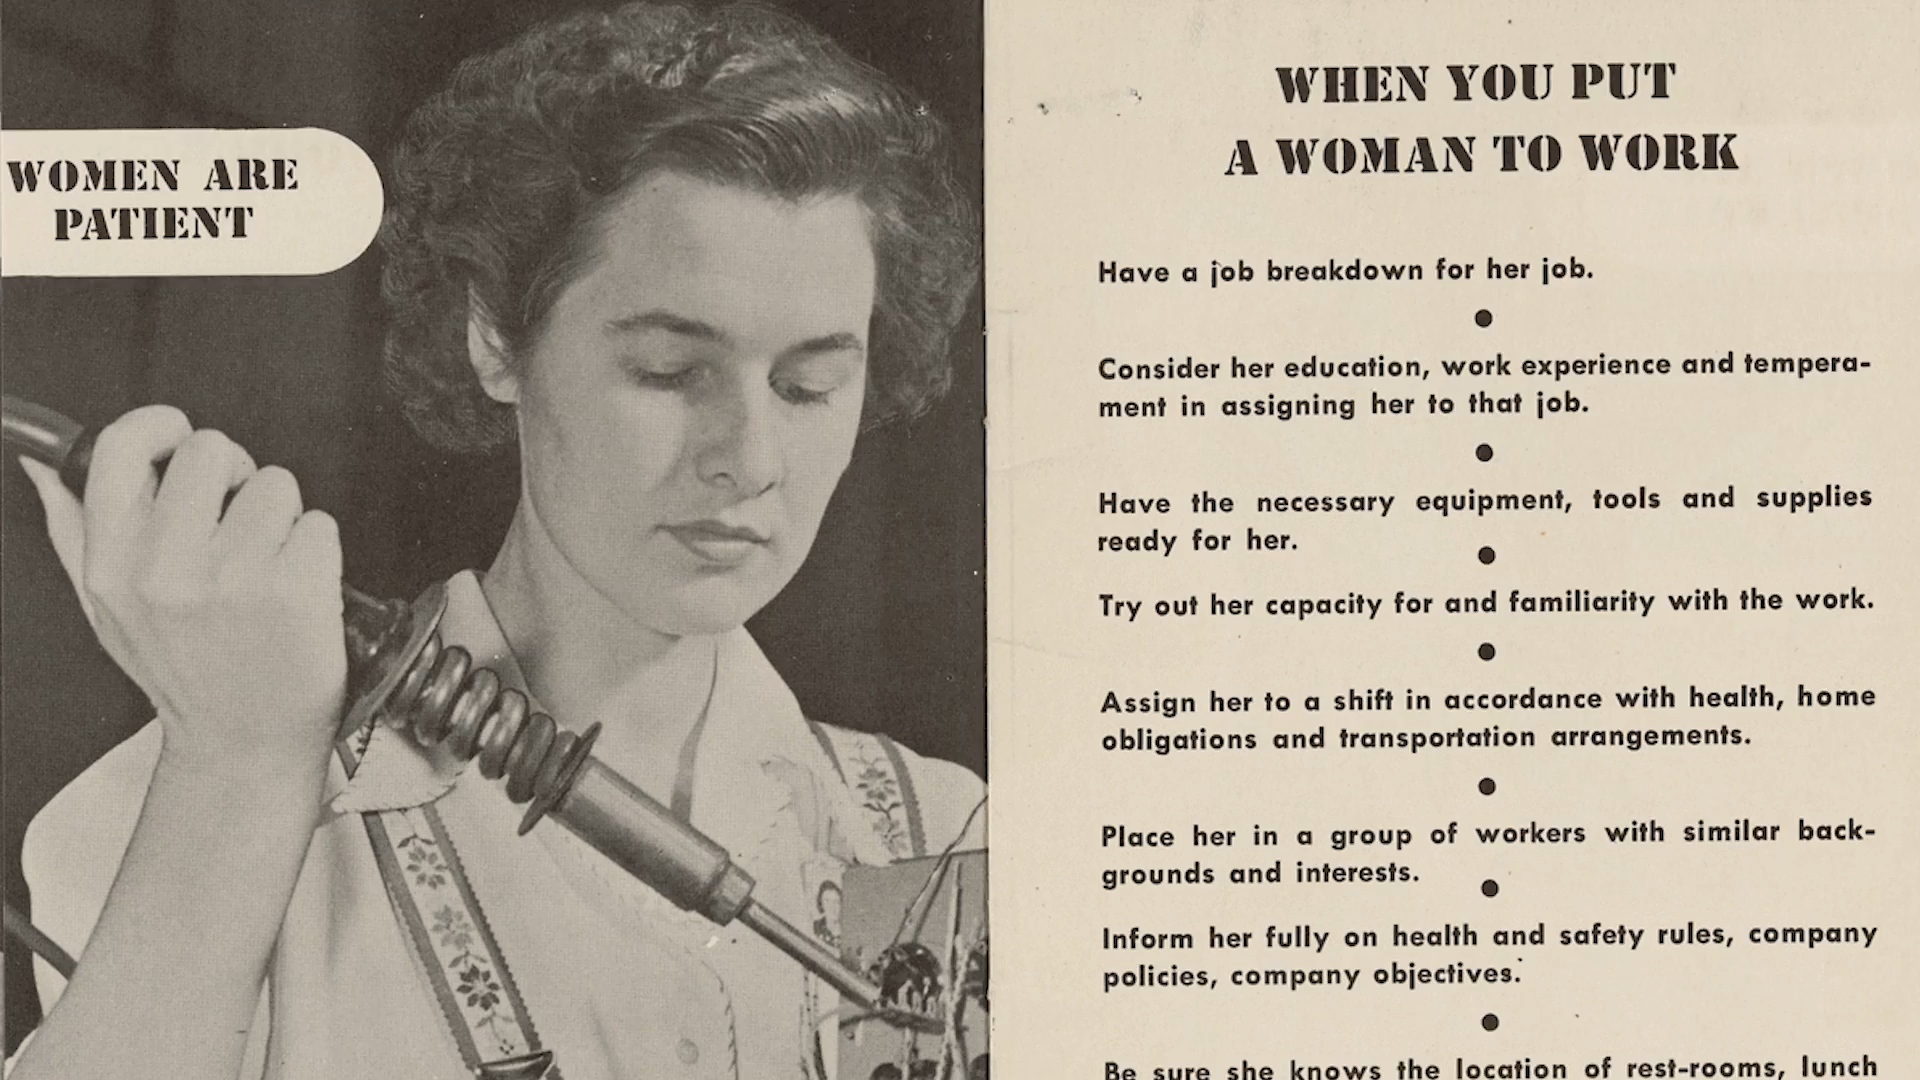 WOMEN ARE
PATIENT
WHEN YOU PUT
A WOMAN TO WORK
Have a job breakdown for her job.
Consider her education, work experience and tempera-
ment in assigning her to that job.
Have the necessary equipment, tools and supplies
ready for her.
Try out her capacity for and familiarity with the work.
Assign her to a shift in accordance with health, home
obligations and transportation arrangements.
Place her in a group of workers with similar back-
grounds and interests.
Inform her fully on health and safety rules, company
policies, company objectives.
Be sure she knows the location of rest-rooms, lunch